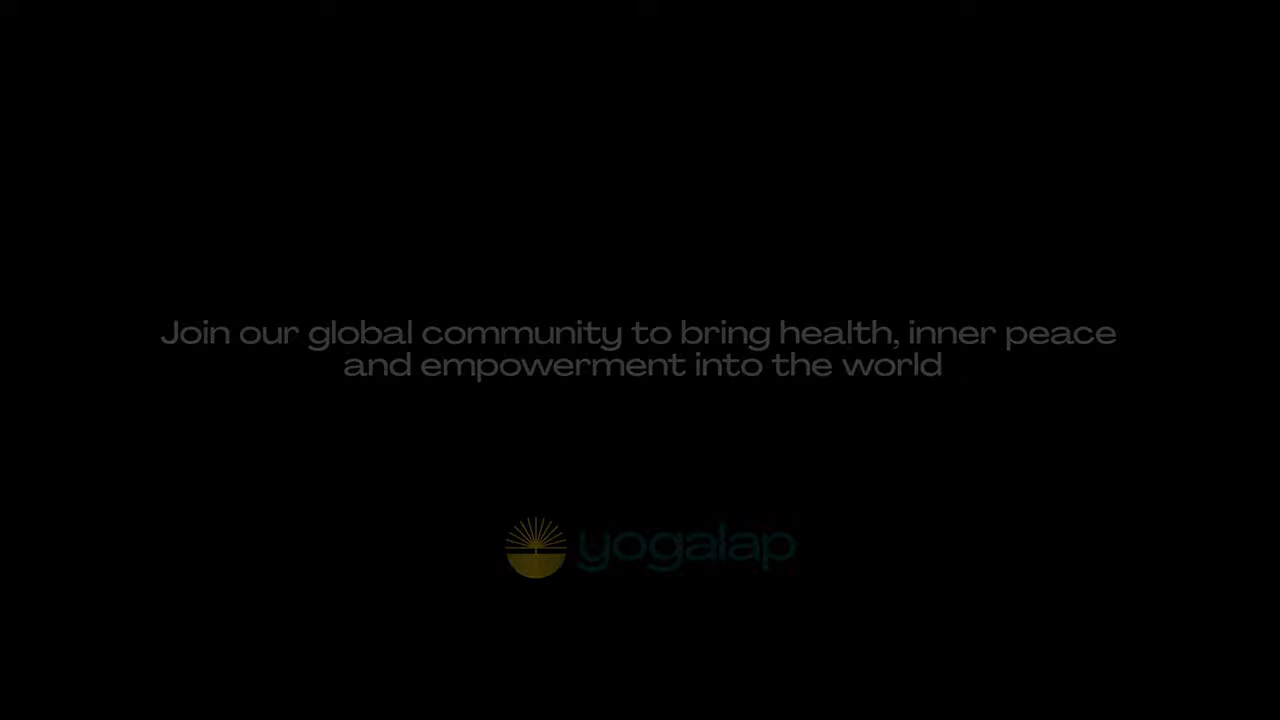 Join our global community to bring health, inner peace
and empowerment into the world
yogalap